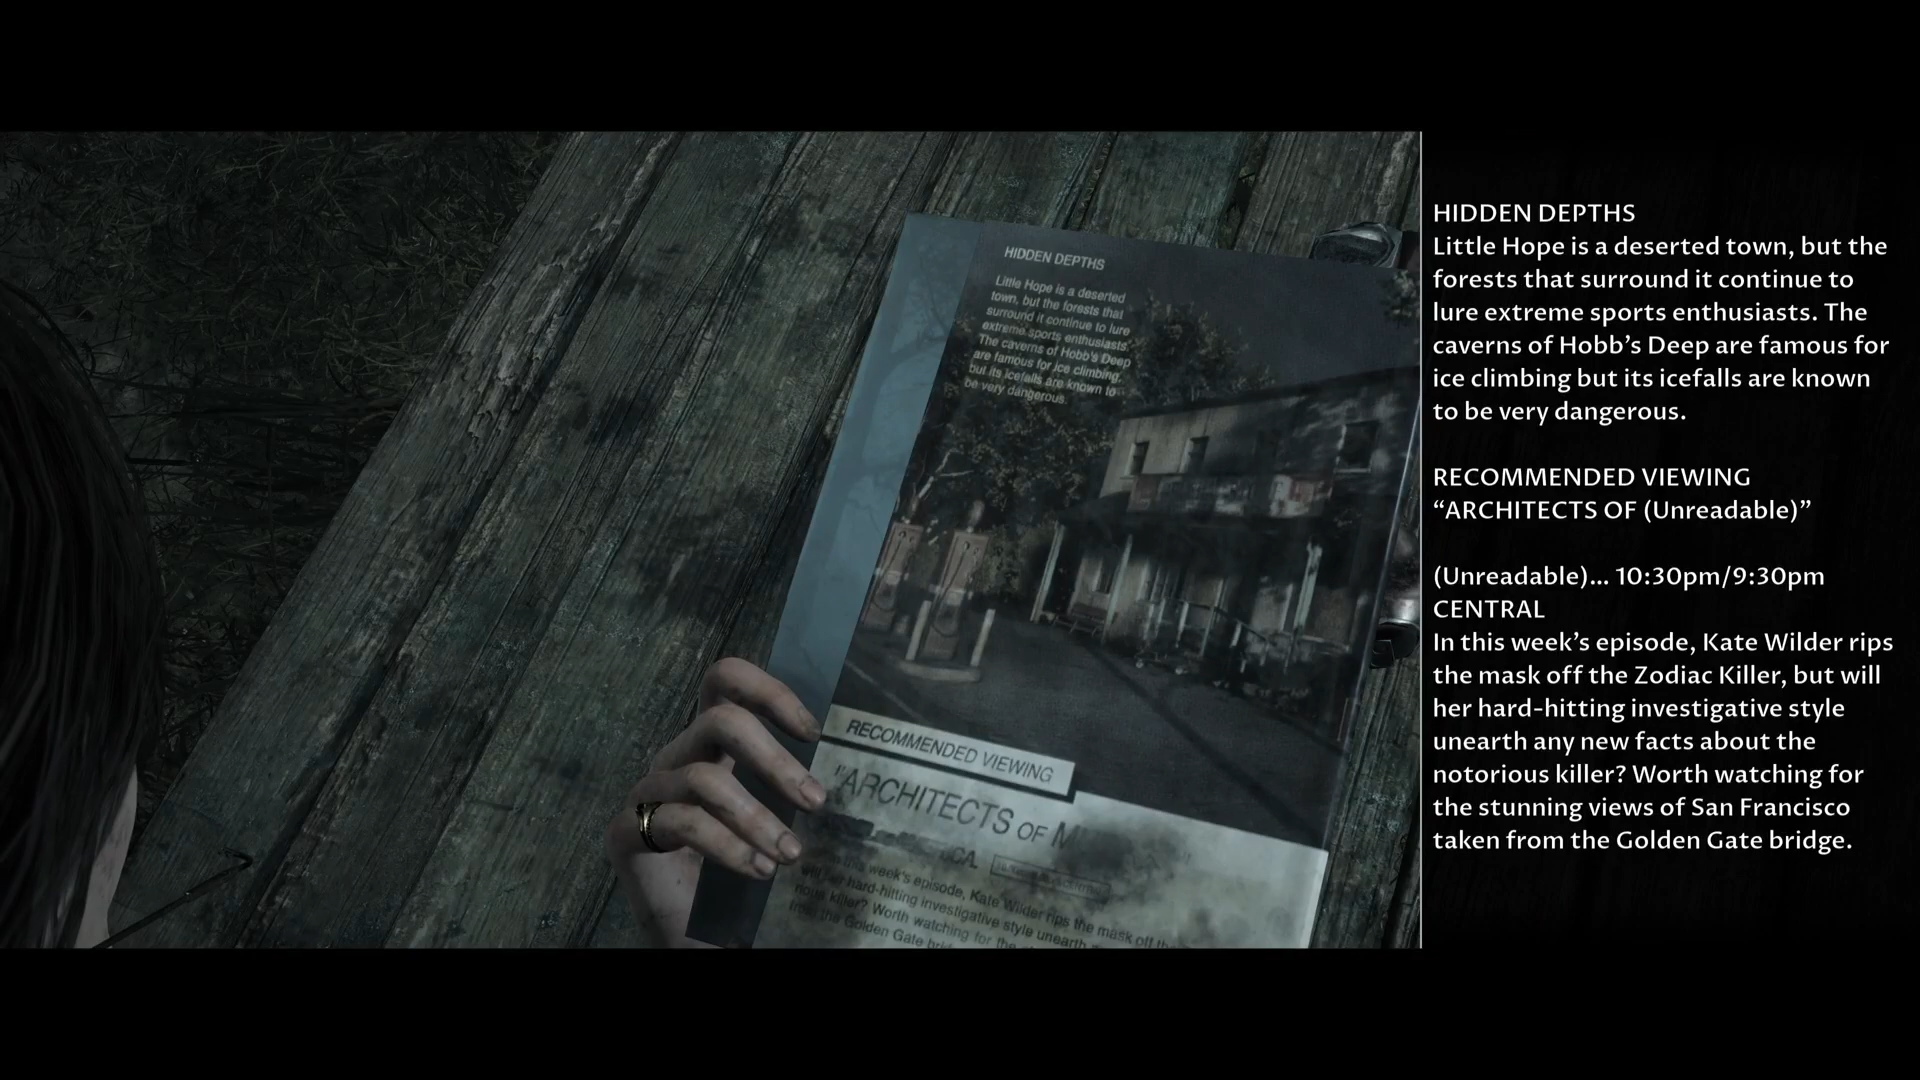 HIDDEN DEPTHS
Little Hope is a deserted
town, but the forests that
surround it continue to lure
extreme sports enthusiasts.
The caverns of Hobb's Deep
are famous for ice climbing,
but its icefalls are known to
be very dangerous.
RECOMMENDED VIEWING
"ARCHITECTS OF
CA.
week's episode, Kate Wilder rips the mask off
hard-hitting investigative style unearth
killer? Worth watching for the
the Golden Gate
HIDDEN DEPTHS
Little Hope is a deserted town, but the
forests that surround it continue to
lure extreme sports enthusiasts. The
caverns of Hobb's Deep are famous for
ice climbing but its icefalls are known
to be very dangerous.
RECOMMENDED VIEWING
“ARCHITECTS OF (Unreadable)”
(Unreadable)... 10:30pm/9:30pm
CENTRAL
In this week's episode, Kate Wilder rips
the mask off the Zodiac Killer, but will
her hard-hitting investigative style
unearth any new facts about the
notorious killer? Worth watching for
the stunning views of San Francisco
taken from the Golden Gate bridge.